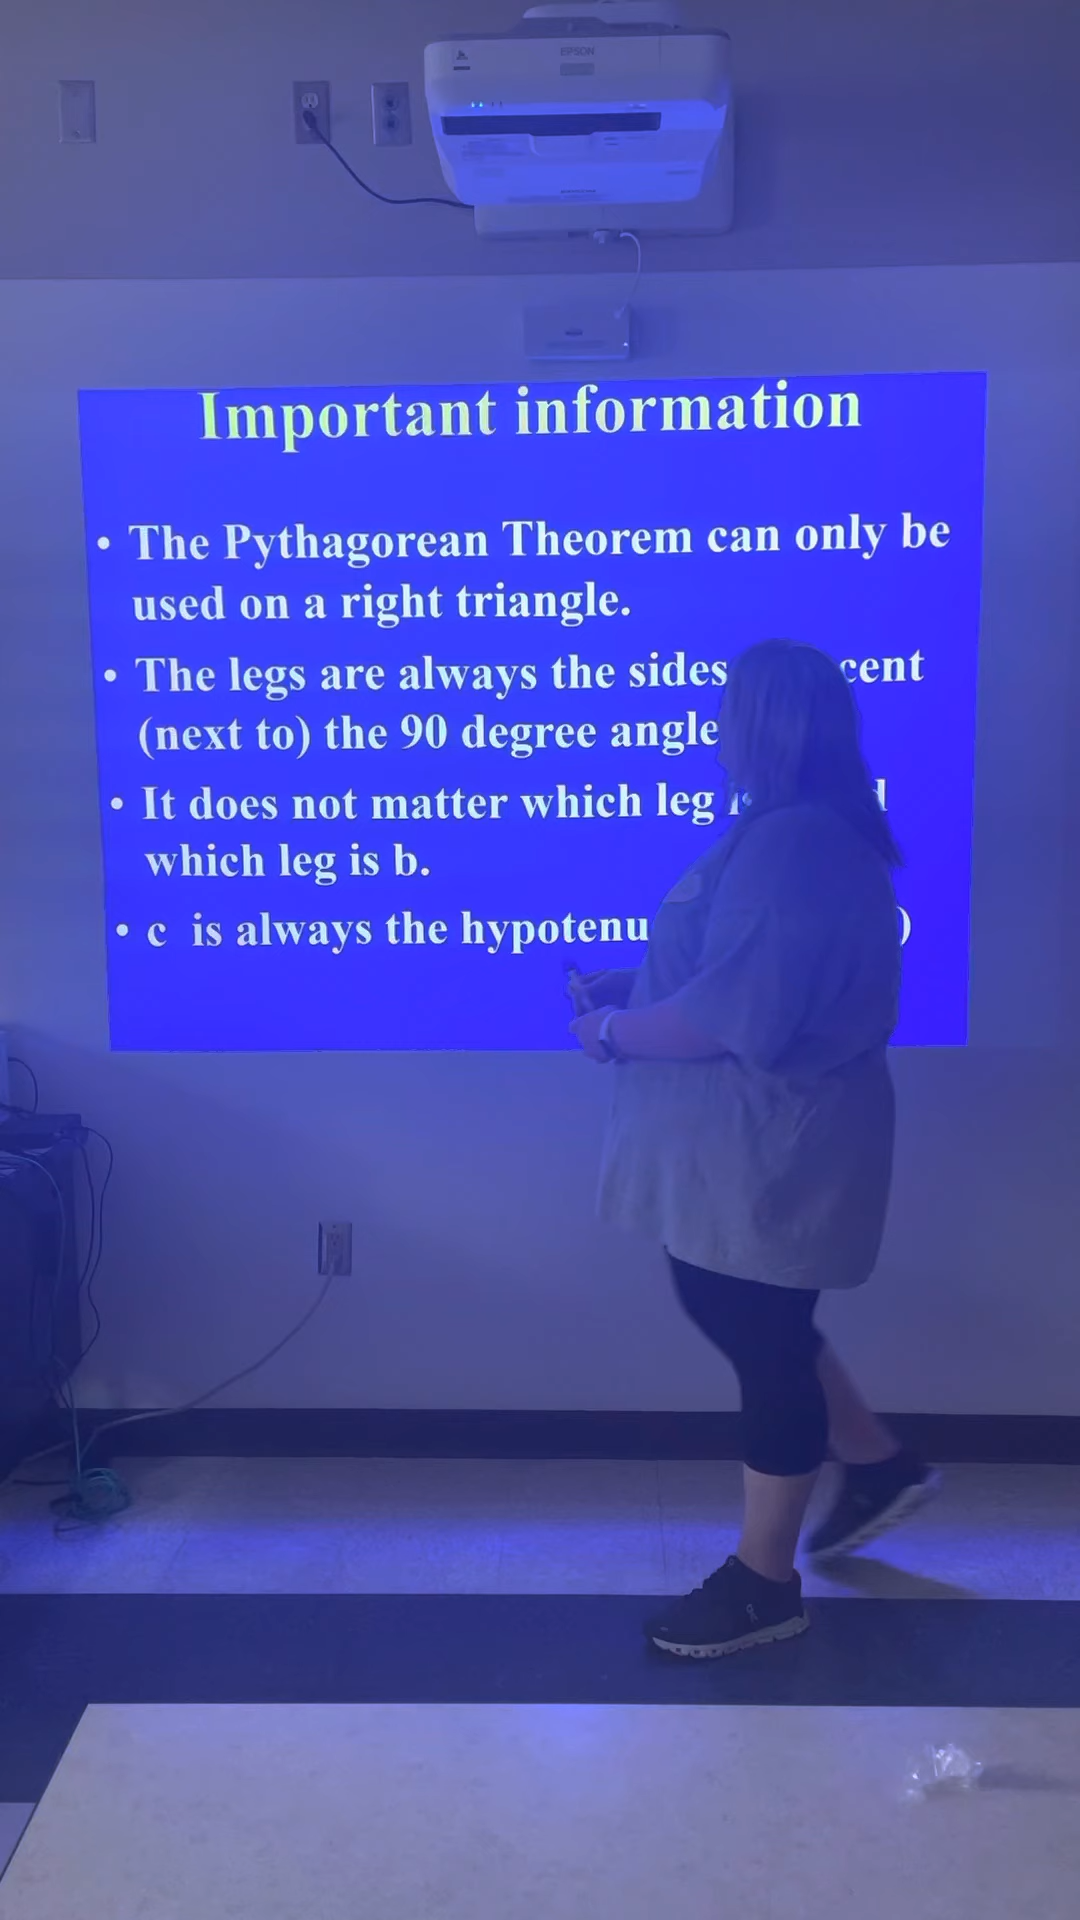 EPSON
Important information
• The Pythagorean Theorem can only be
used on a right triangle.
• The legs are always the sides
(next to) the 90 degree angle
• It does not matter which leg
which leg is b.
• c is always the